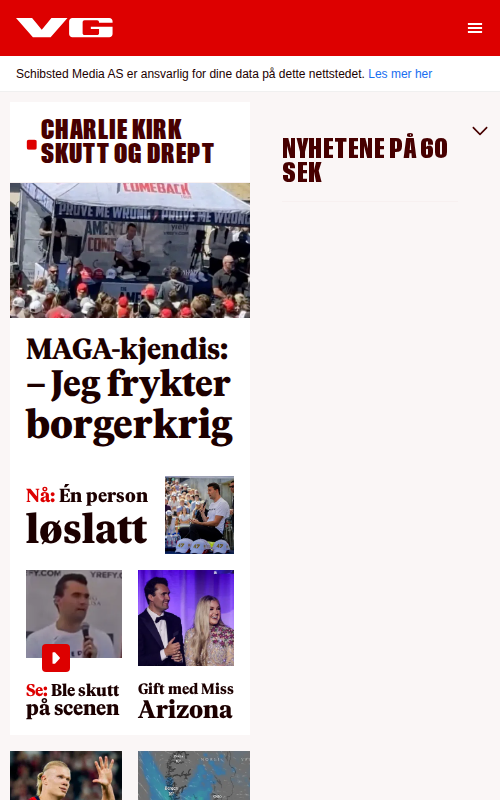 VG
Schibsted Media AS er ansvarlig for dine data på dette nettstedet. Les mer her
CHARLIE KIRK
SKUTT OG DREPT
COMEBACK
PROVE ME WRONG
PROVE ME WRONG
MAGA-kjendis:
– Jeg frykter
borgerkrig
Nå: Én person
løslatt
Se: Ble skutt
på scenen
Gift med Miss
Arizona
NYHETENE PÅ 60
SEK